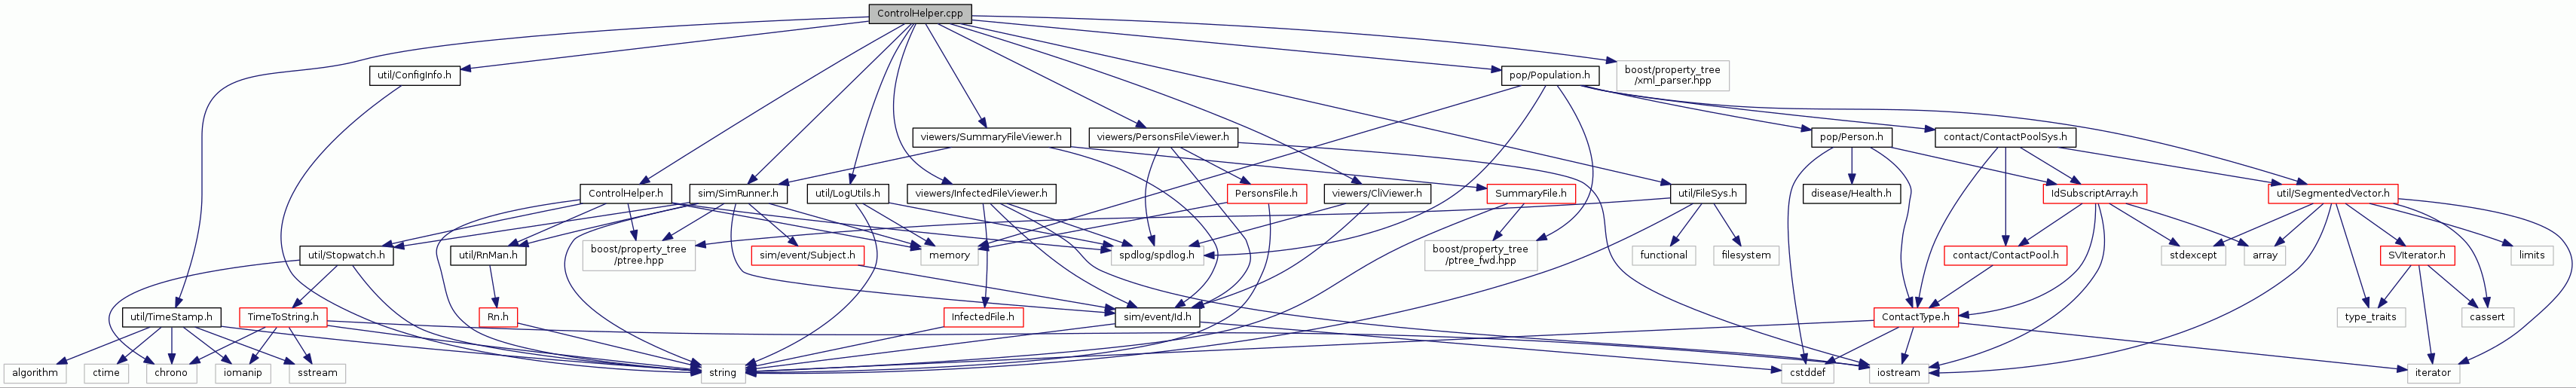 ControlHelper.cpp
util/ConfigInfo.h
pop/Population.h
boost/property_tree
/xml_parser.hpp
viewers/SummaryFileViewer.h
viewers/PersonsFileViewer.h
pop/Person.h
contact/ContactPoolSys.h
ControlHelper.h
sim/SimRunner.h
util/LogUtils.h
viewers/InfectedFileViewer.h
PersonsFile.h
viewers/CliViewer.h
SummaryFile.h
util/FileSys.h
disease/Health.h
IdSubscriptArray.h
util/SegmentedVector.h
util/Stopwatch.h
util/RnMan.h
boost/property_tree
/ptree.hpp
sim/event/Subject.h
memory
spdlog/spdlog.h
boost/property_tree
/ptree_fwd.hpp
functional
filesystem
contact/ContactPool.h
stdexcept
array
SVIterator.h
limits
util/TimeStamp.h
TimeToString.h
Rn.h
InfectedFile.h
sim/event/Id.h
ContactType.h
type_traits
cassert
algorithm
ctime
chrono
iomanip
sstream
string
cstddef
iostream
iterator